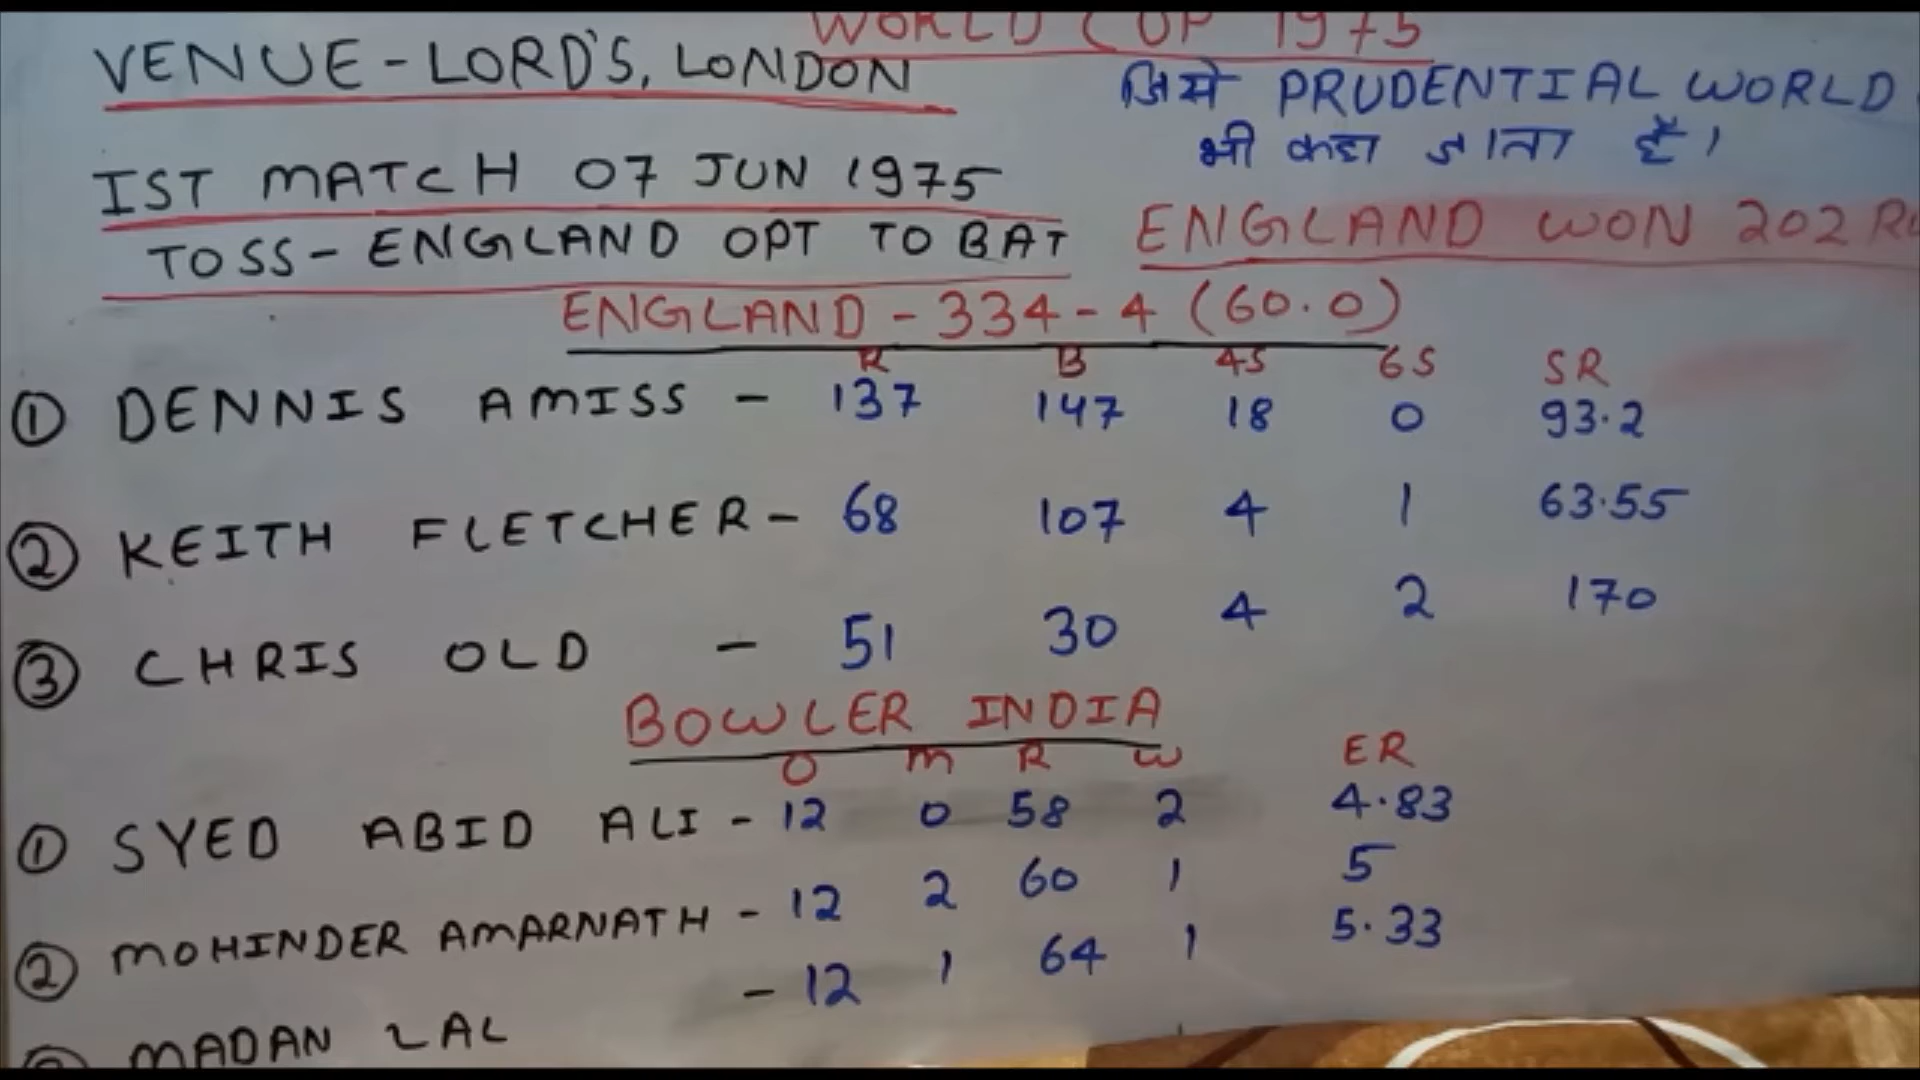 WORLD CUP 1975
VENUE-LORD'S, LONDON
जिसे PRUDENTIAL WORLD
भी कहा जाता है।
IST MATCH 07 JUN 1975
TOSS- ENGLAND OPT TO BAT
ENGLAND WON 202
ENGLAND - 334-4 (60.0)
R B 4S 6S SR
① DENNIS AMISS - 137 147 18 0 93.2
② KEITH FLETCHER- 68 107 4 1 63.55
③ CHRIS OLD - 51 30 4 2 170
BOWLER INDIA
O M R W ER
① SYED ABID ALI - 12 0 58 2 4.83
② MOHINDER AMARNATH - 12 2 60 1 5
MADAN LAL - 12 1 64 1 5.33